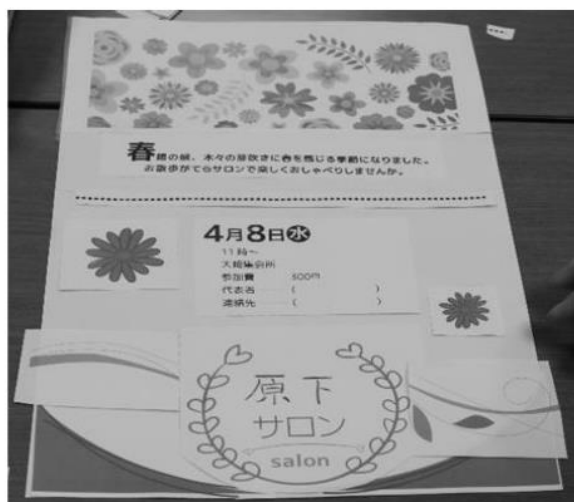 春暖の候、木々の芽吹きに春を感じる季節になりました。
お散歩がてらサロンで楽しくおしゃべりしませんか。
4月8日水
11時〜
大崎集会所
参加費 500円
代表者 ( )
連絡先 ( )
原下
サロン
salon